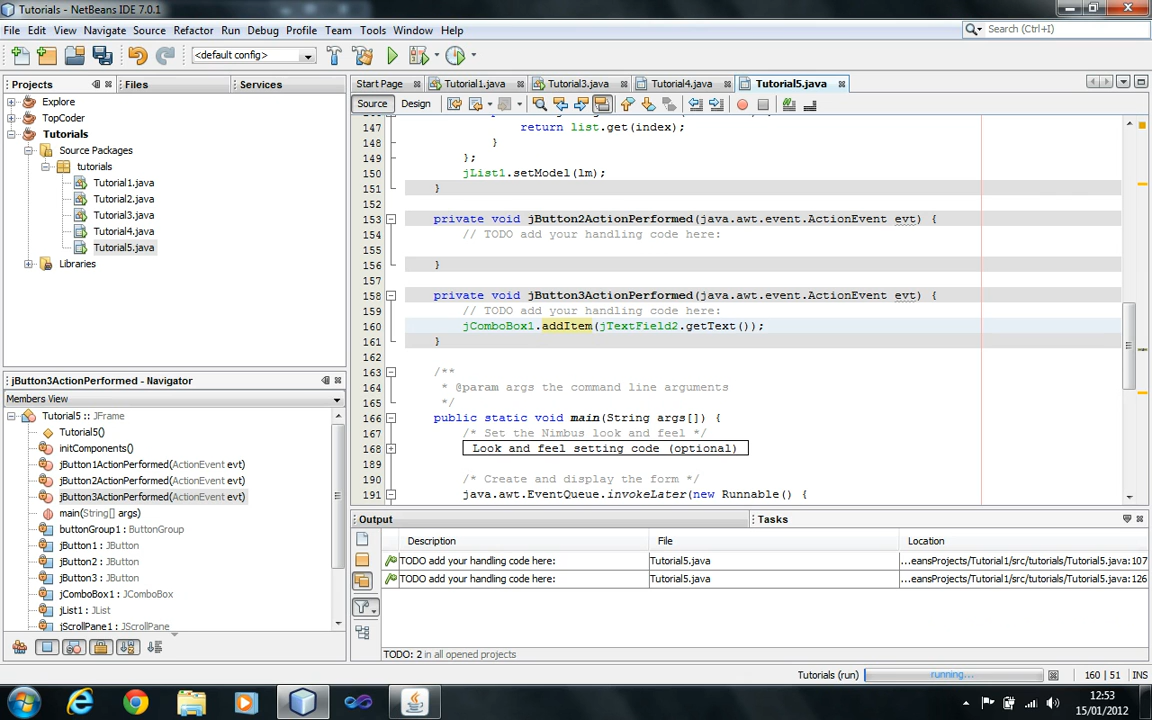 Tutorials - NetBeans IDE 7.0.1
File Edit View Navigate Source Refactor Run Debug Profile Team Tools Window Help
Search (Ctrl+I)
<default config>
Projects
Files
Services
Explore
TopCoder
Tutorials
Source Packages
tutorials
Tutorial1.java
Tutorial2.java
Tutorial3.java
Tutorial4.java
Tutorial5.java
Libraries
jButton3ActionPerformed - Navigator
Members View
Tutorial5 :: JFrame
Tutorial5()
initComponents()
jButton1ActionPerformed(ActionEvent evt)
jButton2ActionPerformed(ActionEvent evt)
jButton3ActionPerformed(ActionEvent evt)
main(String[] args)
buttonGroup1 : ButtonGroup
jButton1 : JButton
jButton2 : JButton
jButton3 : JButton
jComboBox1 : JComboBox
jList1 : JList
jScrollPane1 : JScrollPane
Start Page
Tutorial1.java
Tutorial3.java
Tutorial4.java
Tutorial5.java
Source Design
147 return list.get(index);
148 }
149 };
150 jList1.setModel(lm);
151 }
152
153 private void jButton2ActionPerformed(java.awt.event.ActionEvent evt) {
154 // TODO add your handling code here:
155
156 }
157
158 private void jButton3ActionPerformed(java.awt.event.ActionEvent evt) {
159 // TODO add your handling code here:
160 jComboBox1.addItem(jTextField2.getText());
161 }
162
163 /**
164 * @param args the command line arguments
165 */
166 public static void main(String args[]) {
167 /* Set the Nimbus look and feel */
168 Look and feel setting code (optional)
189
190 /* Create and display the form */
191 java.awt.EventQueue.invokeLater(new Runnable() {
Output
Tasks
Description File Location
TODO add your handling code here: Tutorial5.java ...eansProjects/Tutorial1/src/tutorials/Tutorial5.java:107
TODO add your handling code here: Tutorial5.java ...eansProjects/Tutorial1/src/tutorials/Tutorial5.java:126
TODO: 2 in all opened projects
Tutorials (run) running... 160 | 51 INS
12:53
15/01/2012